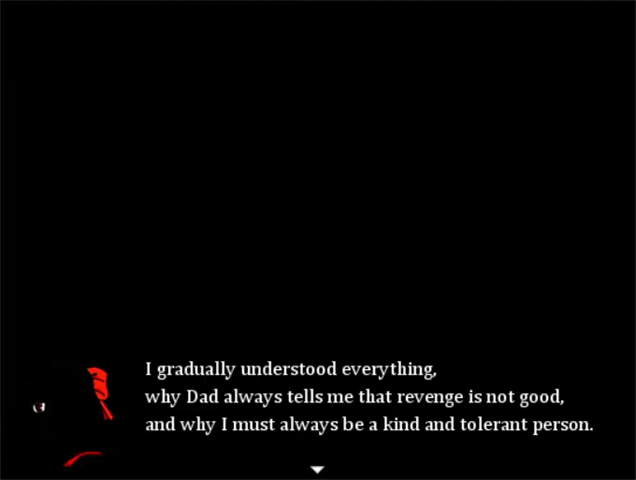 I gradually understood everything,
why Dad always tells me that revenge is not good,
and why I must always be a kind and tolerant person.